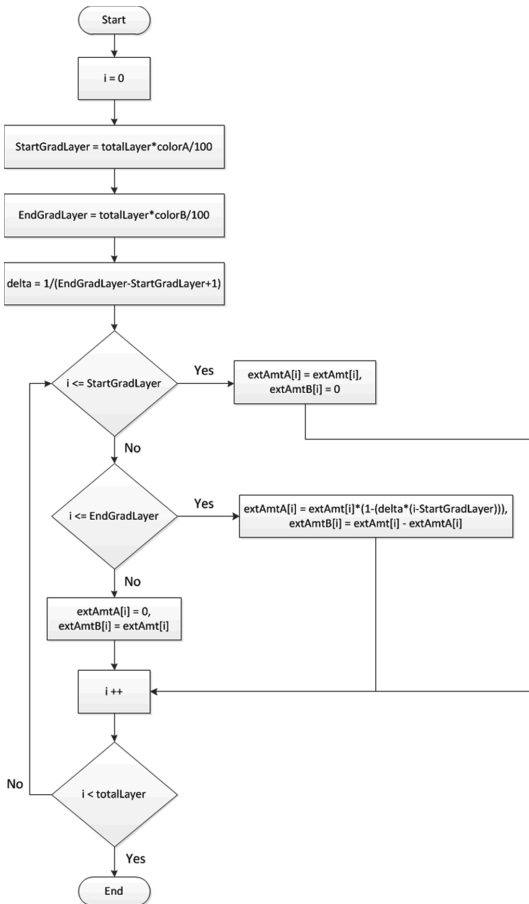 Start
i = 0
StartGradLayer = totalLayer*colorA/100
EndGradLayer = totalLayer*colorB/100
delta = 1/(EndGradLayer-StartGradLayer+1)
i <= StartGradLayer
Yes
extAmtA[i] = extAmt[i],
extAmtB[i] = 0
No
i <= EndGradLayer
Yes
extAmtA[i] = extAmt[i]*(1-(delta*(i-StartGradLayer))),
extAmtB[i] = extAmt[i] - extAmtA[i]
No
extAmtA[i] = 0,
extAmtB[i] = extAmt[i]
i ++
i < totalLayer
No
Yes
End